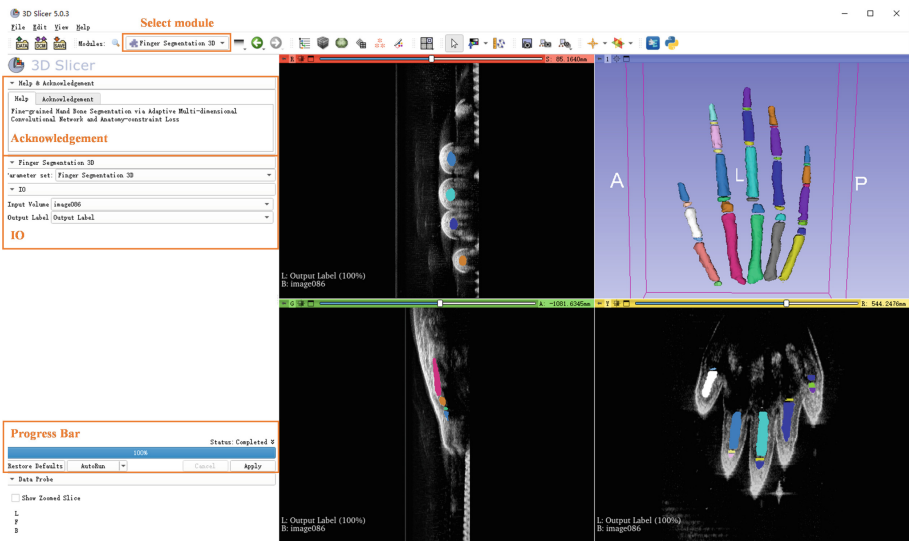 3D Slicer 5.0.3
Select module
File Edit View Help
DATA DCM SAVE Modules: Finger Segmentation 3D
3D Slicer
Help & Acknowledgement
Help Acknowledgement
Fine-grained Hand Bone Segmentation via Adaptive Multi-dimensional
Convolutional Network and Anatomy-constraint Loss
Acknowledgement
Finger Segmentation 3D
'arameter set: Finger Segmentation 3D
IO
Input Volume image086
Output Label Output Label
IO
Progress Bar
Status: Completed
100%
Restore Defaults AutoRun Cancel Apply
Data Probe
Show Zoomed Slice
L
F
B
R S: 85.1640mm
L: Output Label (100%)
B: image086
1
A L P
G A: -1081.6345mm
L: Output Label (100%)
B: image086
Y R: 544.2476mm
L: Output Label (100%)
B: image086